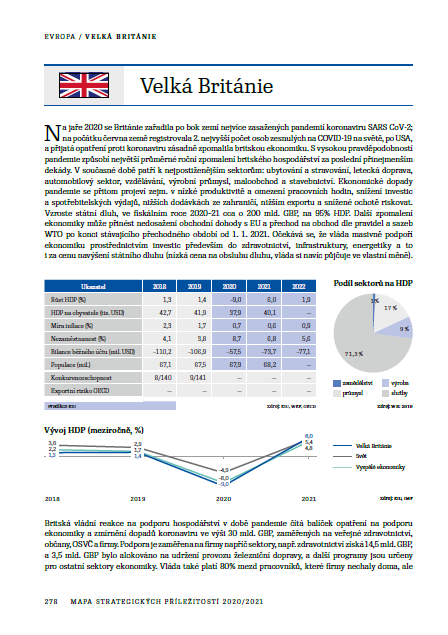 EVROPA / VELKÁ BRITÁNIE
Velká Británie
Na jaře 2020 se Británie zařadila po bok zemí nejvíce zasažených pandemií koronaviru SARS CoV-2;
na počátku června země registrovala 2. nejvyšší počet osob zesnulých na COVID-19 na světě, po USA,
a přijatá opatření proti koronaviru zásadně zpomalila britskou ekonomiku. S vysokou pravděpodobností
pandemie způsobí největší průměrné roční zpomalení britského hospodářství za poslední přinejmenším
dekády. V současné době patří k nejpostiženějším sektorům: ubytování a stravování, letecká doprava,
automobilový sektor, vzdělávání, výrobní průmysl, maloobchod a stavebnictví. Ekonomické dopady
pandemie se přitom projeví zejm. v nízké produktivitě a omezení pracovních hodin, snížení investic
a spotřebitelských výdajů, nižších dodávkách ze zahraničí, nižším exportu a snížené ochotě riskovat.
Vzroste státní dluh, ve fiskálním roce 2020-21 cca o 200 mld. GBP, na 95% HDP. Další zpomalení
ekonomiky může přinést nedosažení obchodní dohody s EU a přechod na obchod dle pravidel a sazeb
WTO po konci stávajícího přechodného období od 1. 1. 2021. Očekává se, že vláda masivně podpoří
ekonomiku prostřednictvím investic především do zdravotnictví, infrastruktury, energetiky a to
i za cenu navýšení státního dluhu (nízká cena na obsluhu dluhu, vláda si navíc půjčuje ve vlastní měně).
Ukazatel 2018 2019 2020 2021 2022
Růst HDP (%) 1,3 1,4 -9,0 6,0 1,9
HDP na obyvatele (tis. USD) 42,7 41,9 37,9 40,1 —
Míra inflace (%) 2,3 1,7 0,7 0,6 0,9
Nezaměstnanost (%) 4,1 3,8 8,7 6,8 5,6
Bilance běžného účtu (mil. USD) -110,2 -106,9 -57,5 -73,7 -77,1
Populace (mil.) 67,1 67,5 67,9 68,2 —
Konkurenceschopnost 8/140 9/141 — — —
Exportní riziko OECD — — — — —
Predikce EIU
zdroj: EIU, WEF, OECD
Podíl sektorů na HDP
1%
17 %
9 %
71,3 %
zemědělství
výroba
průmysl
služby
zdroj: WB 2018
Vývoj HDP (meziročně, %)
3,6
2,2
1,3
2,9
1,7
1,4
-4,9
-8,0
-9,0
6,0
5,4
4,8
Velká Británie
Svět
Vyspělé ekonomiky
2018 2019 2020 2021
zdroj: EIU, IMF
Britská vládní reakce na podporu hospodářství v době pandemie čítá balíček opatření na podporu
ekonomiky a zmírnění dopadů koronaviru ve výši 30 mld. GBP, zaměřených na veřejné zdravotnictví,
občany, OSVČ a firmy. Podpora je zaměřena na firmy napříč sektory, např. zdravotnictví získá 14,5 mld. GBP,
a 3,5 mld. GBP bylo alokováno na udržení provozu železniční dopravy, a další programy jsou určeny
pro ostatní sektory ekonomiky. Vláda také platí 80% mezd pracovníků, které firmy nechaly doma, ale
278 MAPA STRATEGICKÝCH PŘÍLEŽITOSTÍ 2020/2021